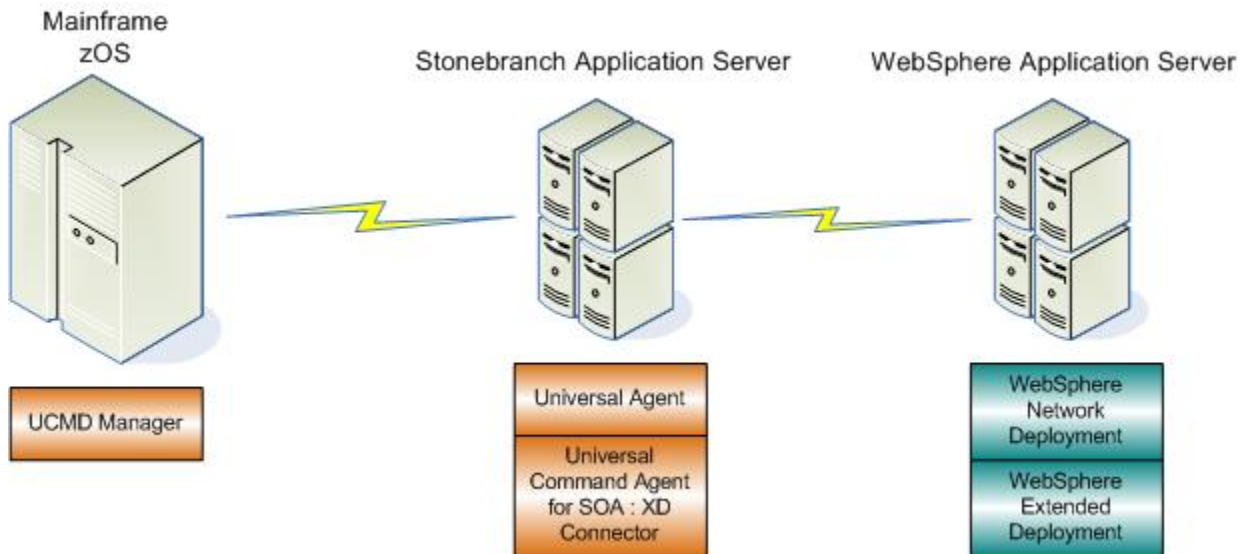 Mainframe
zOS
Stonebranch Application Server
WebSphere Application Server
UCMD Manager
Universal Agent
Universal
Command Agent
for SOA : XD
Connector
WebSphere
Network
Deployment
WebSphere
Extended
Deployment